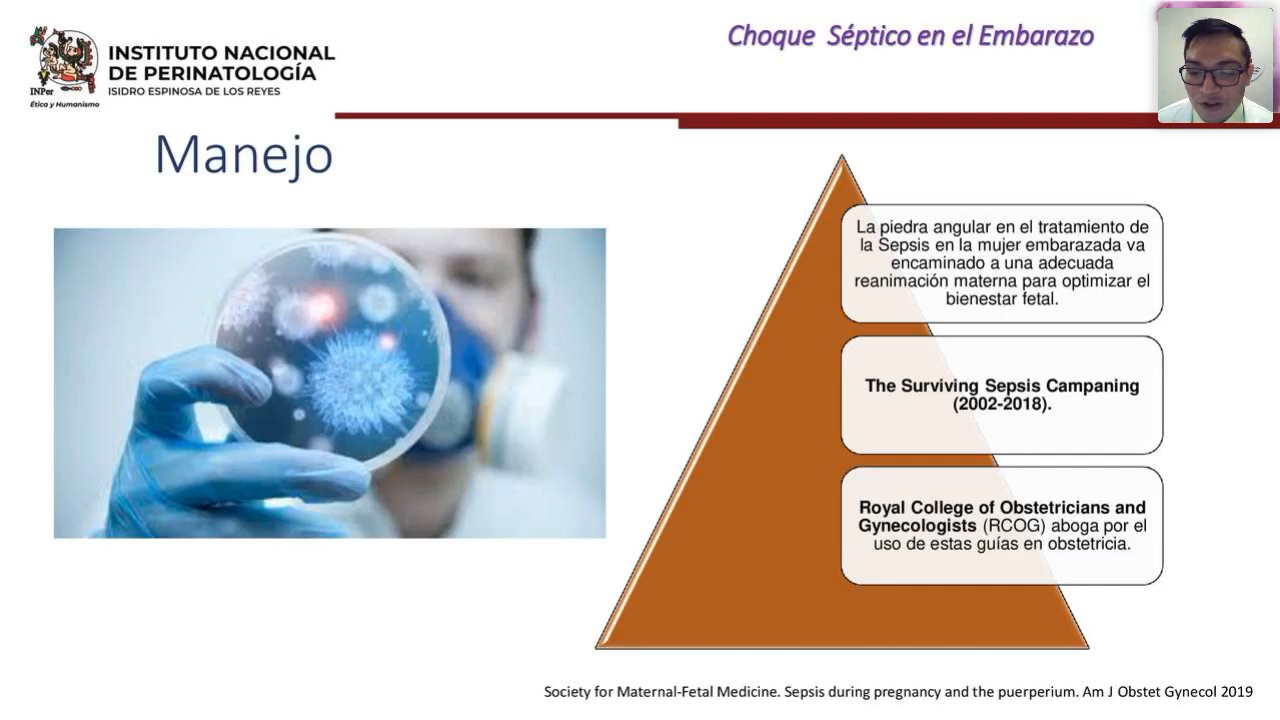 INSTITUTO NACIONAL
DE PERINATOLOGÍA
ISIDRO ESPINOSA DE LOS REYES
INPer
Ética y Humanismo
Choque Séptico en el Embarazo
Manejo
La piedra angular en el tratamiento de
la Sepsis en la mujer embarazada va
encaminado a una adecuada
reanimación materna para optimizar el
bienestar fetal.
The Surviving Sepsis Campaning
(2002-2018).
Royal College of Obstetricians and
Gynecologists (RCOG) aboga por el
uso de estas guías en obstetricia.
Society for Maternal-Fetal Medicine. Sepsis during pregnancy and the puerperium. Am J Obstet Gynecol 2019